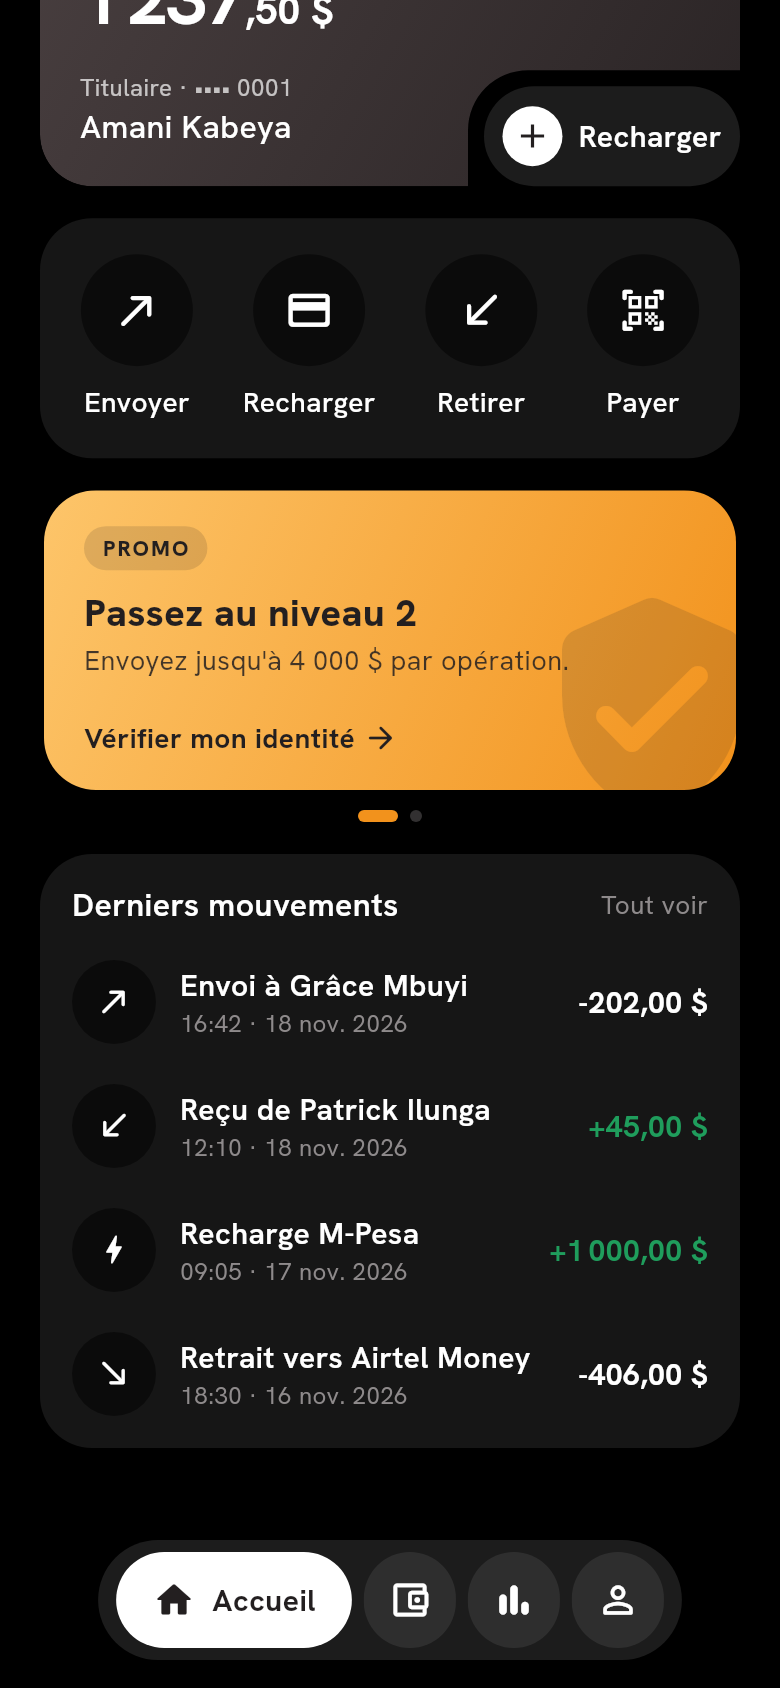 1 237,50 $
Titulaire · ···· 0001
Amani Kabeya
Recharger
Envoyer
Recharger
Retirer
Payer
PROMO
Passez au niveau 2
Envoyez jusqu'à 4 000 $ par opération.
Vérifier mon identité →
Derniers mouvements
Tout voir
Envoi à Grâce Mbuyi
-202,00 $
16:42 · 18 nov. 2026
Reçu de Patrick Ilunga
+45,00 $
12:10 · 18 nov. 2026
Recharge M-Pesa
+1 000,00 $
09:05 · 17 nov. 2026
Retrait vers Airtel Money
-406,00 $
18:30 · 16 nov. 2026
Accueil